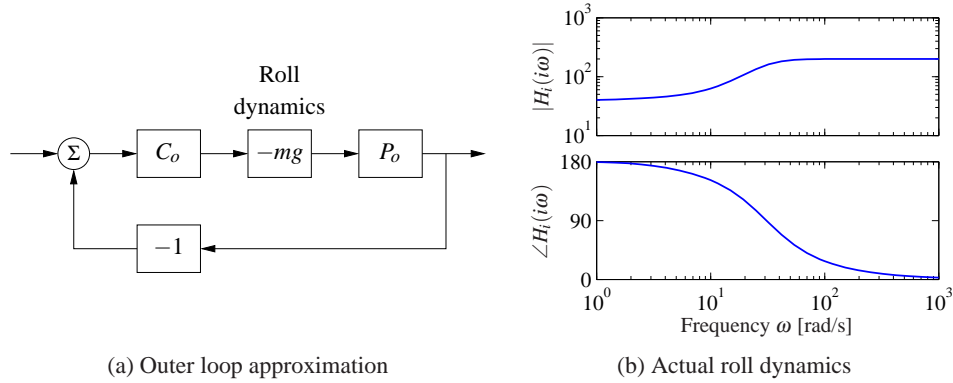 Roll
dynamics
Σ
C_o
−mg
P_o
−1
(a) Outer loop approximation
|H_i(iω)|
10^3
10^2
10^1
∠H_i(iω)
180
90
0
10^0 10^1 10^2 10^3
Frequency ω [rad/s]
(b) Actual roll dynamics